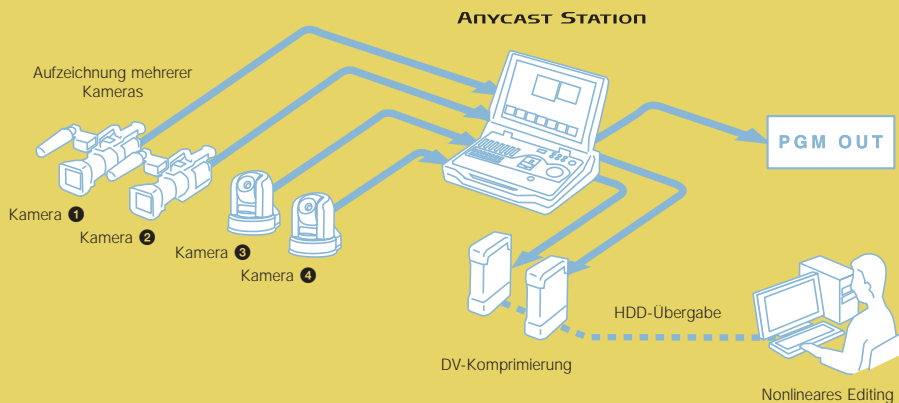 ANYCAST STATION
Aufzeichnung mehrerer
Kameras
PGM OUT
Kamera 1
Kamera 2
Kamera 3
Kamera 4
HDD-Übergabe
DV-Komprimierung
Nonlineares Editing